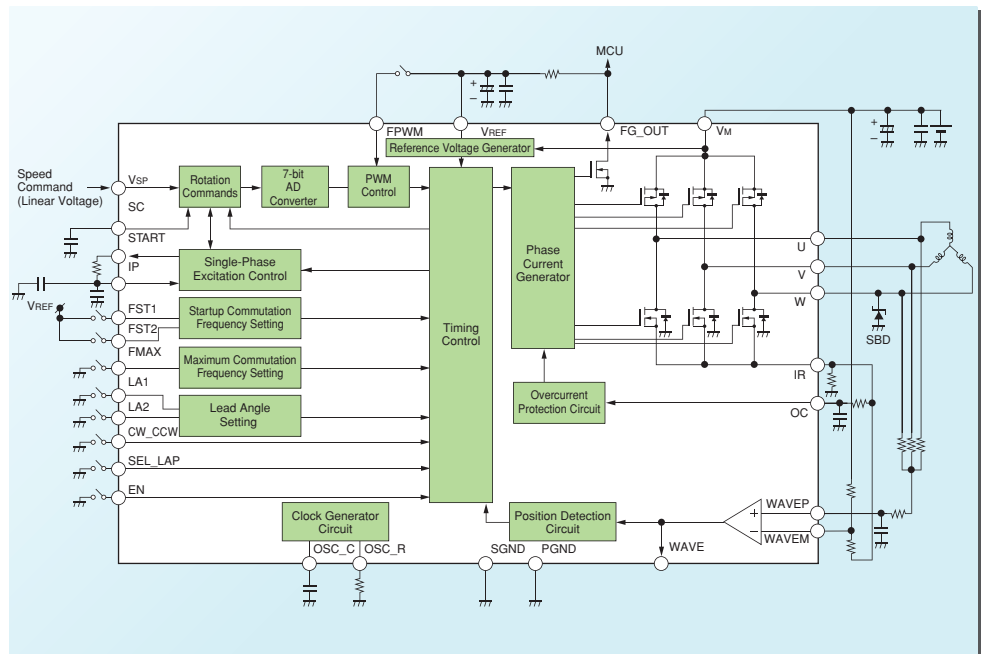 MCU
+
−
FPWM
VREF
FG_OUT
VM
+
−
Reference Voltage Generator
Speed
Command
(Linear Voltage)
VSP
SC
Rotation
Commands
7-bit
AD
Converter
PWM
Control
START
IP
Single-Phase
Excitation Control
Phase
Current
Generator
U
V
W
VREF
FST1
FST2
Startup Commutation
Frequency Setting
Timing
Control
SBD
FMAX
Maximum Commutation
Frequency Setting
IR
LA1
LA2
Lead Angle
Setting
Overcurrent
Protection Circuit
OC
CW_CCW
SEL_LAP
EN
Clock Generator
Circuit
Position Detection
Circuit
+
−
WAVEP
WAVEM
OSC_C
OSC_R
SGND
PGND
WAVE